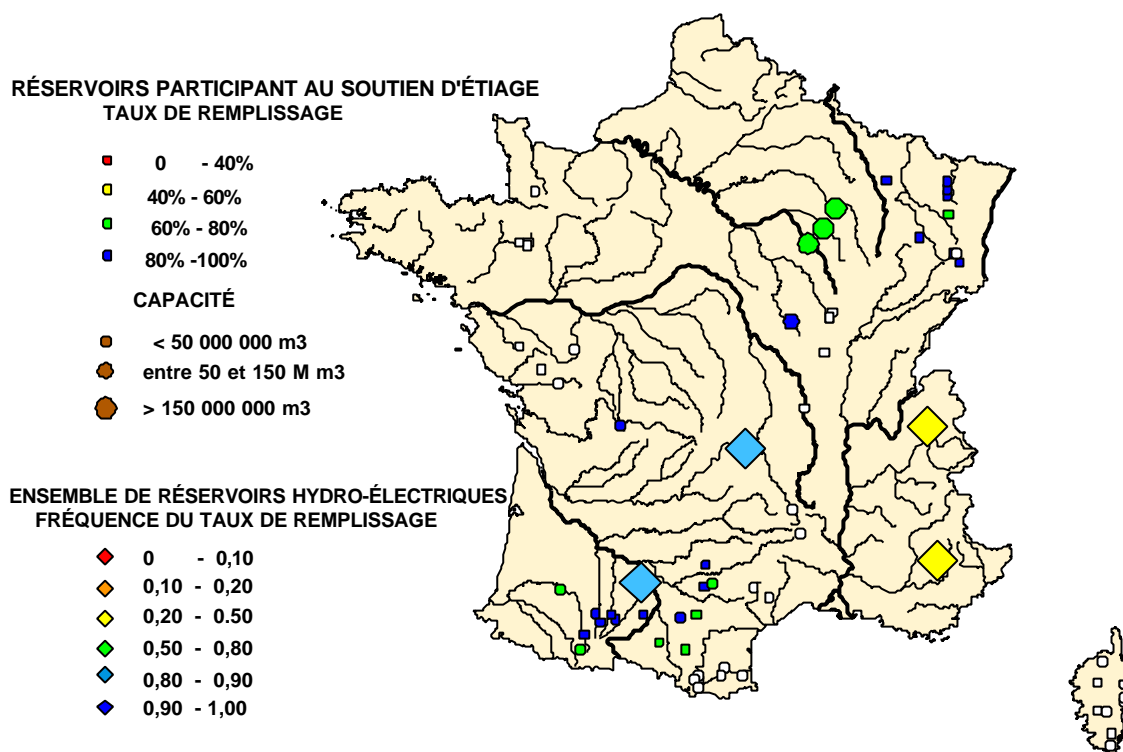 RÉSERVOIRS PARTICIPANT AU SOUTIEN D'ÉTIAGE
TAUX DE REMPLISSAGE
0 - 40%
40% - 60%
60% - 80%
80% -100%
CAPACITÉ
< 50 000 000 m3
entre 50 et 150 M m3
> 150 000 000 m3
ENSEMBLE DE RÉSERVOIRS HYDRO-ÉLECTRIQUES
FRÉQUENCE DU TAUX DE REMPLISSAGE
0 - 0,10
0,10 - 0,20
0,20 - 0.50
0,50 - 0,80
0,80 - 0,90
0,90 - 1,00